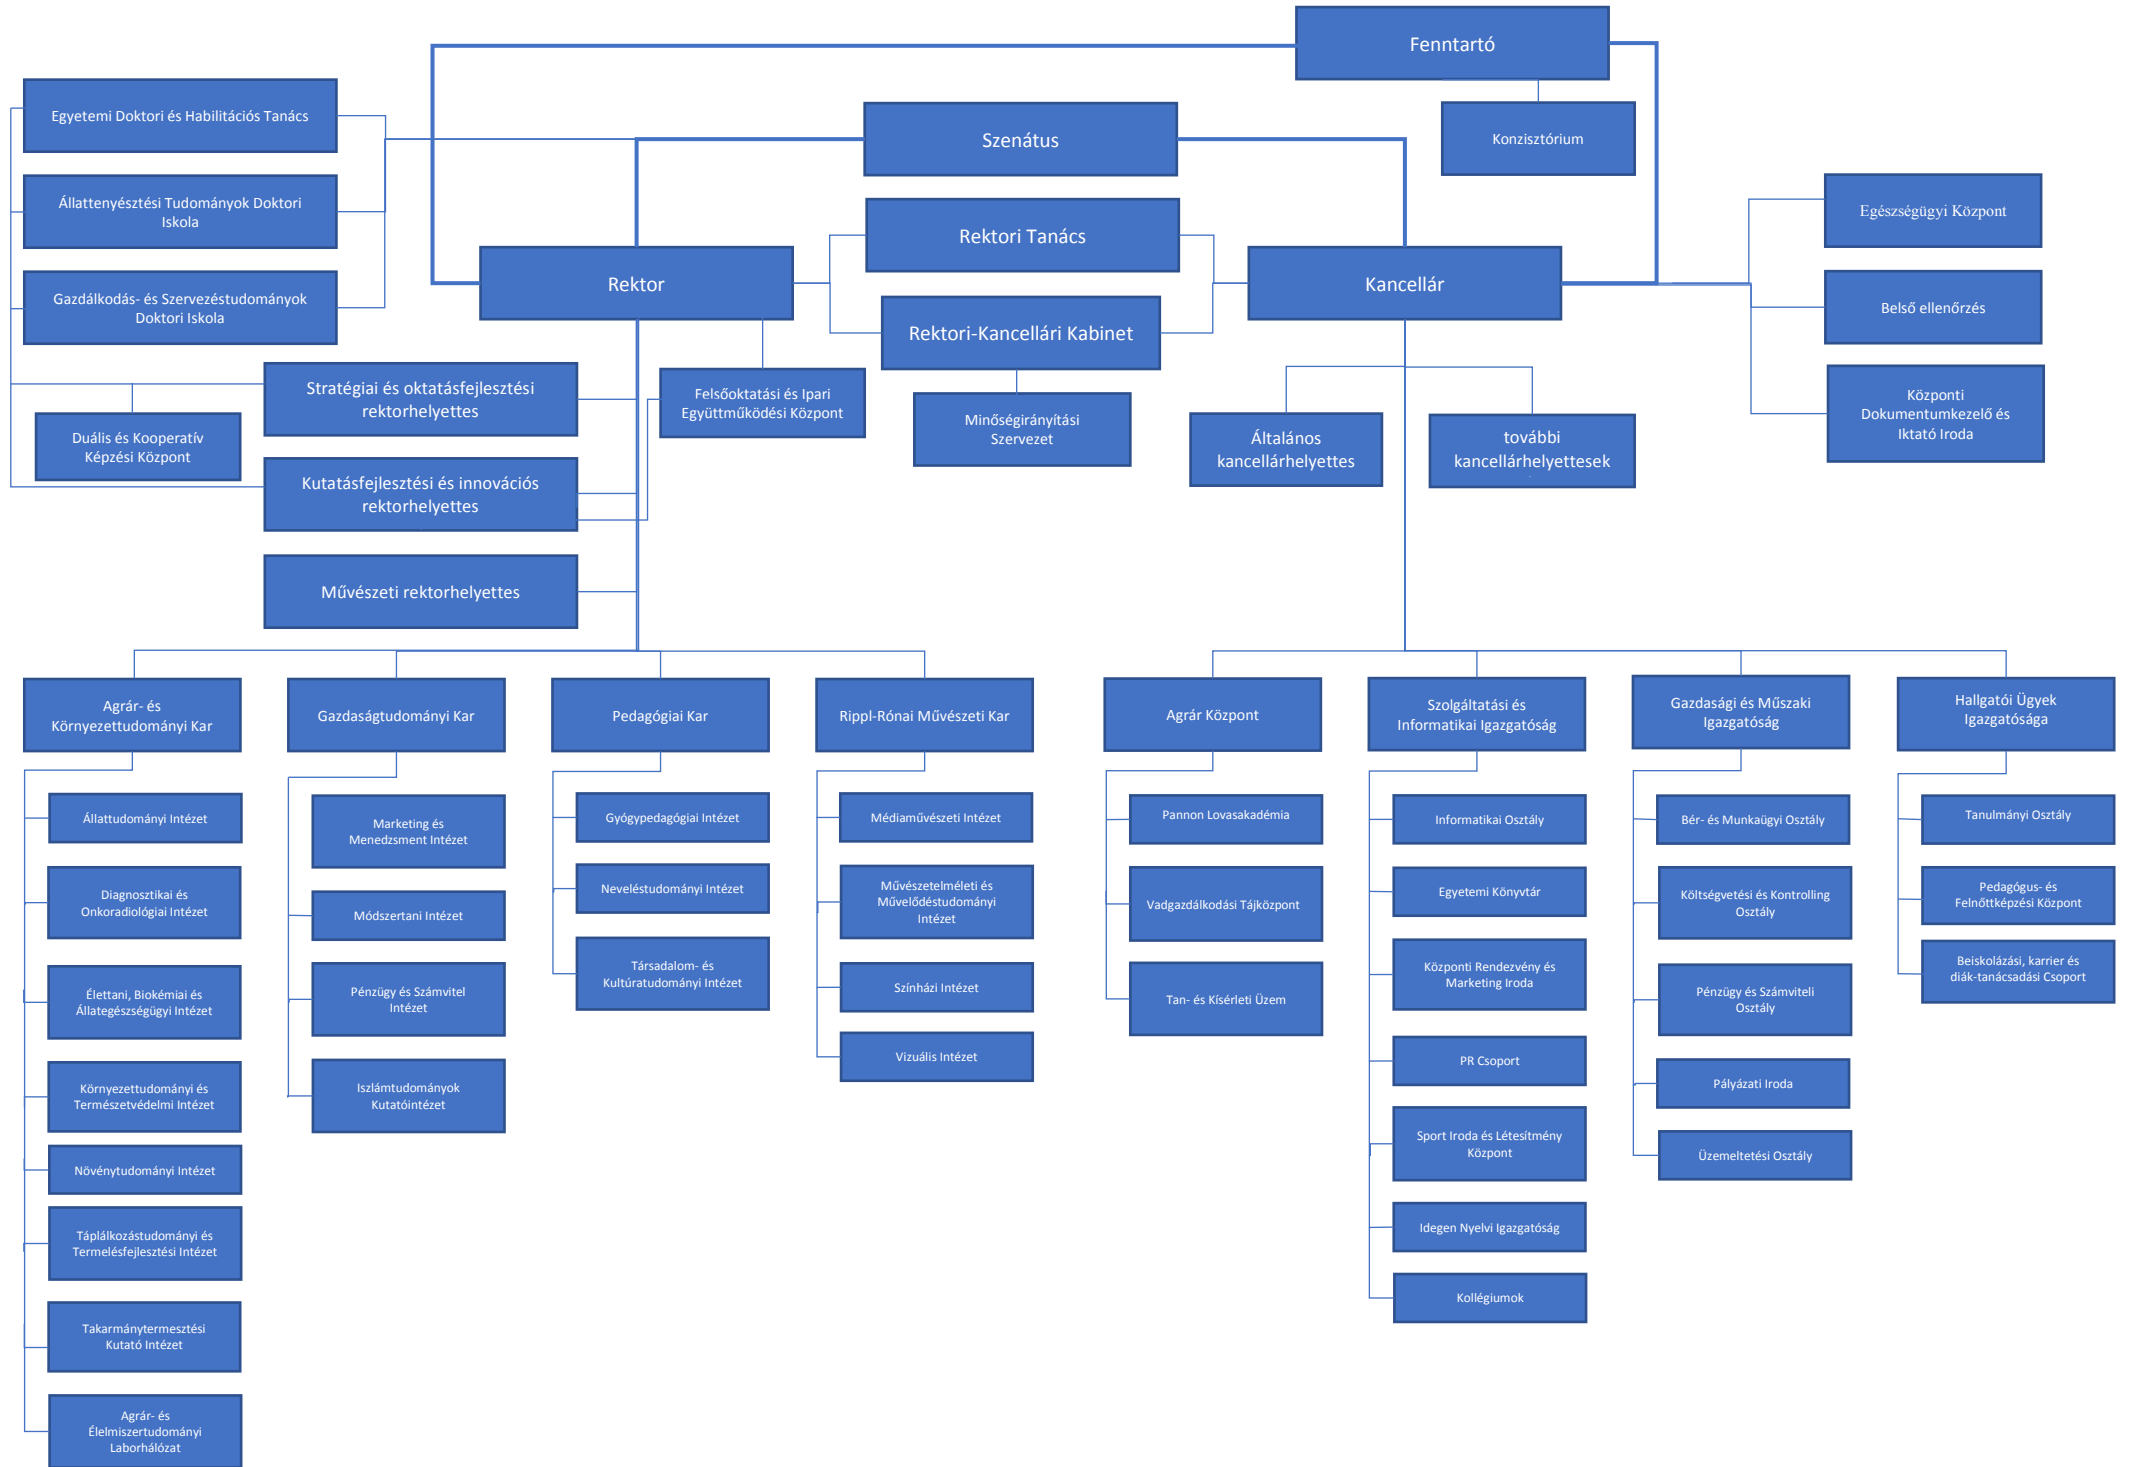 Fenntartó
Szenátus
Konzisztórium
Egyetemi Doktori és Habilitációs Tanács
Állattenyésztési Tudományok Doktori
Iskola
Gazdálkodás- és Szervezéstudományok
Doktori Iskola
Rektori Tanács
Rektor
Kancellár
Rektori-Kancellári Kabinet
Egészségügyi Központ
Belső ellenőrzés
Központi
Dokumentumkezelő és
Iktató Iroda
Stratégiai és oktatásfejlesztési
rektorhelyettes
Felsőoktatási és Ipari
Együttműködési Központ
Minőségirányítási
Szervezet
Általános
kancellárhelyettes
további
kancellárhelyettesek
Duális és Kooperatív
Képzési Központ
Kutatásfejlesztési és innovációs
rektorhelyettes
Művészeti rektorhelyettes
Agrár- és
Környezettudományi Kar
Gazdaságtudományi Kar
Pedagógiai Kar
Rippl-Rónai Művészeti Kar
Agrár Központ
Szolgáltatási és
Informatikai Igazgatóság
Gazdasági és Műszaki
Igazgatóság
Hallgatói Ügyek
Igazgatósága
Állattudományi Intézet
Diagnosztikai és
Onkoradiológiai Intézet
Élettani, Biokémiai és
Állategészségügyi Intézet
Környezettudományi és
Természetvédelmi Intézet
Növénytudományi Intézet
Táplálkozástudományi és
Termelésfejlesztési Intézet
Takarmánytermesztési
Kutató Intézet
Agrár- és
Élelmiszertudományi
Laborhálózat
Marketing és
Menedzsment Intézet
Módszertani Intézet
Pénzügy és Számvitel
Intézet
Iszlámtudományok
Kutatóintézet
Gyógypedagógiai Intézet
Neveléstudományi Intézet
Társadalom- és
Kultúratudományi Intézet
Médiaművészeti Intézet
Művészetelméleti és
Művelődéstudományi
Intézet
Színházi Intézet
Vizuális Intézet
Pannon Lovasakadémia
Vadgazdálkodási Tájközpont
Tan- és Kísérleti Üzem
Informatikai Osztály
Egyetemi Könyvtár
Központi Rendezvény és
Marketing Iroda
PR Csoport
Sport Iroda és Létesítmény
Központ
Idegen Nyelvi Igazgatóság
Kollégiumok
Bér- és Munkaügyi Osztály
Költségvetési és Kontrolling
Osztály
Pénzügy és Számviteli
Osztály
Pályázati Iroda
Üzemeltetési Osztály
Tanulmányi Osztály
Pedagógus- és
Felnőttképzési Központ
Beiskolázási, karrier és
diák-tanácsadási Csoport